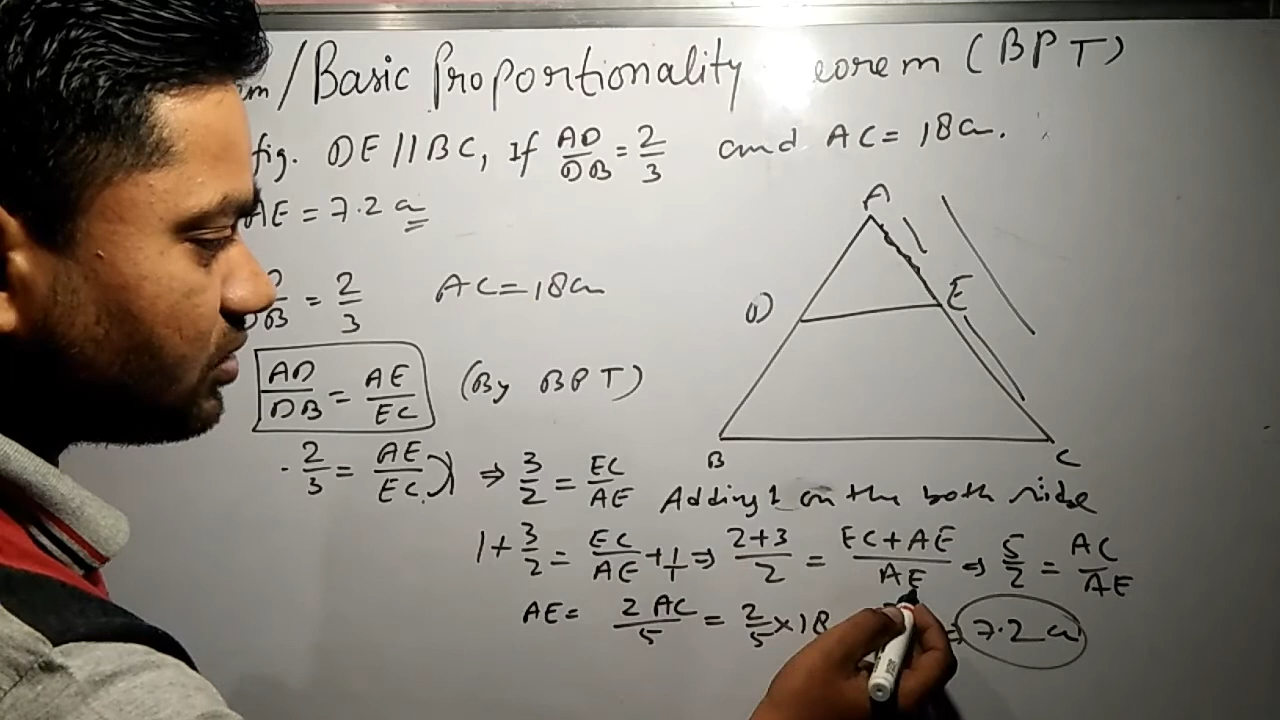 /Basic Proportionality eorem (BPT)
fig. DE//BC, If AD/DB = 2/3 and AC = 18cm.
AE = 7.2 cm
DB = 2/3 AC = 18cm
A
D
E
B
C
AD/DB = AE/EC (By BPT)
2/3 = AE/EC ⇒ 3/2 = EC/AE Adding 1 on the both side
1 + 3/2 = EC/AE + 1/1 ⇒ 2+3/2 = EC+AE/AE ⇒ 5/2 = AC/AE
AE = 2AC/5 = 2/5 × 18 = 7.2 cm